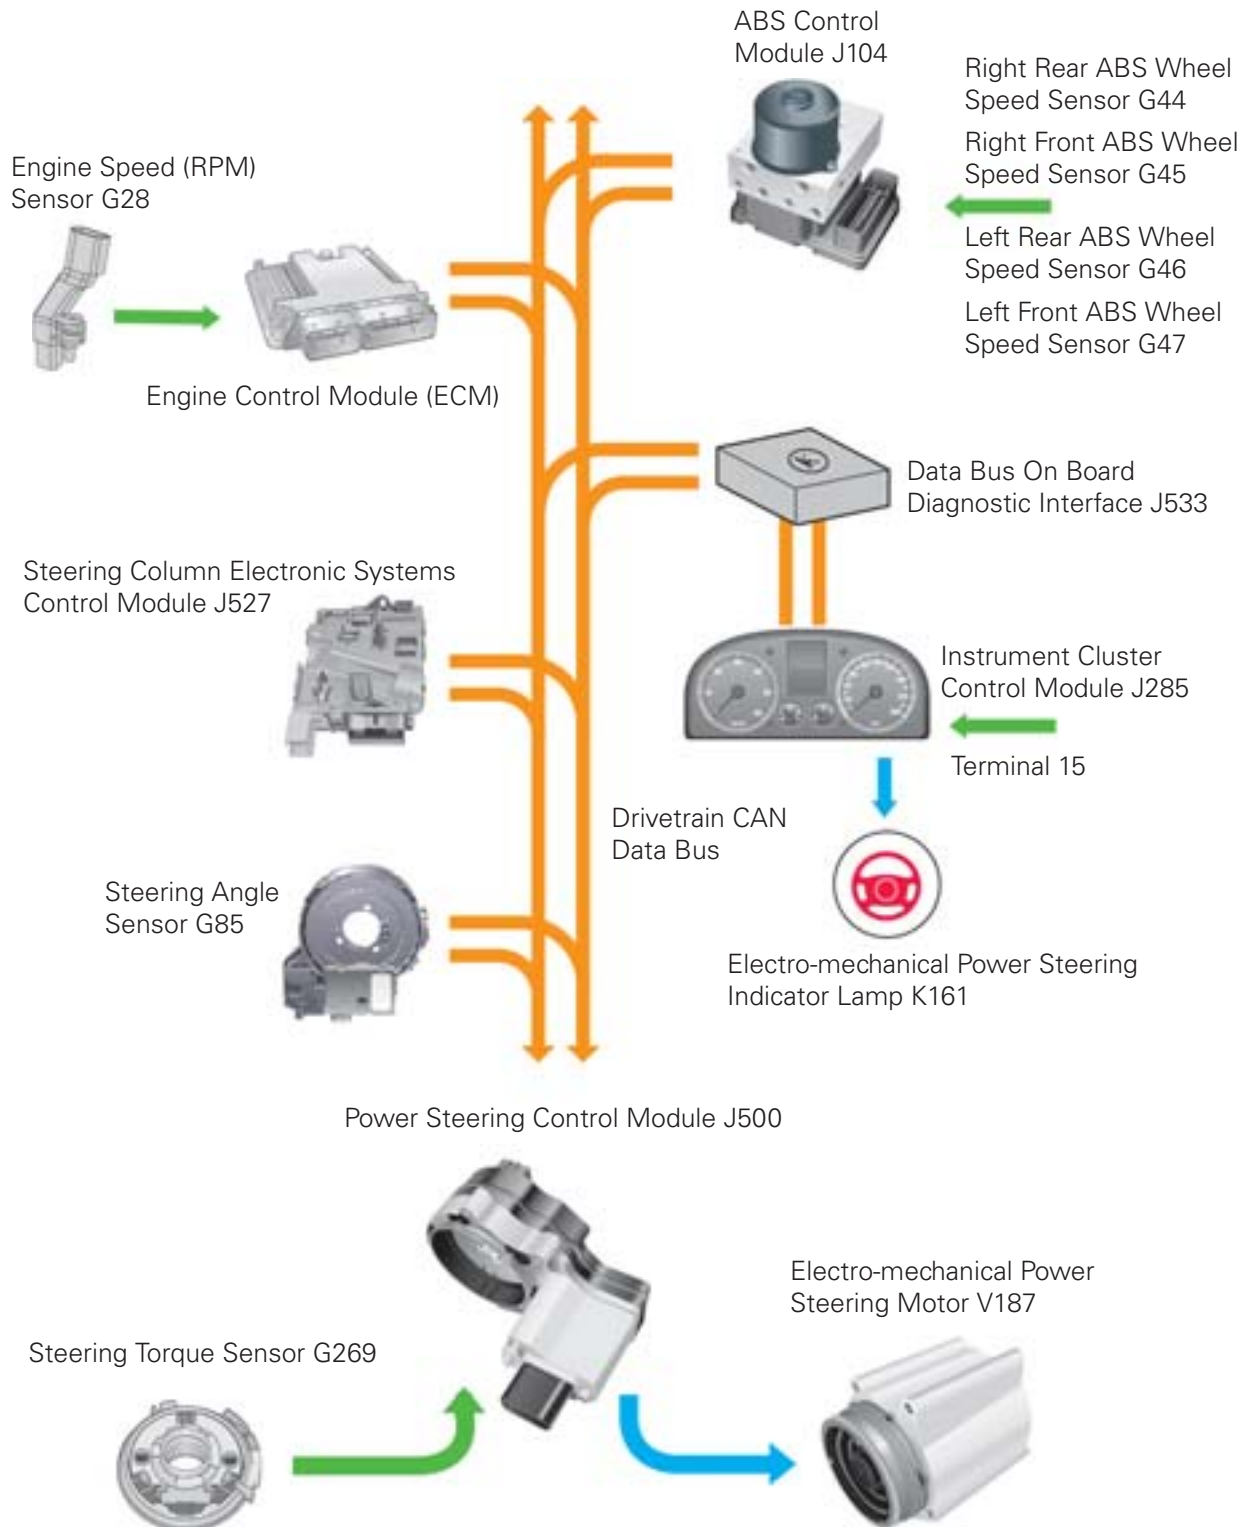 ABS Control
Module J104
Right Rear ABS Wheel
Speed Sensor G44
Right Front ABS Wheel
Speed Sensor G45
Left Rear ABS Wheel
Speed Sensor G46
Left Front ABS Wheel
Speed Sensor G47
Engine Speed (RPM)
Sensor G28
Engine Control Module (ECM)
Data Bus On Board
Diagnostic Interface J533
Steering Column Electronic Systems
Control Module J527
Instrument Cluster
Control Module J285
Terminal 15
Drivetrain CAN
Data Bus
Steering Angle
Sensor G85
Electro-mechanical Power Steering
Indicator Lamp K161
Power Steering Control Module J500
Electro-mechanical Power
Steering Motor V187
Steering Torque Sensor G269